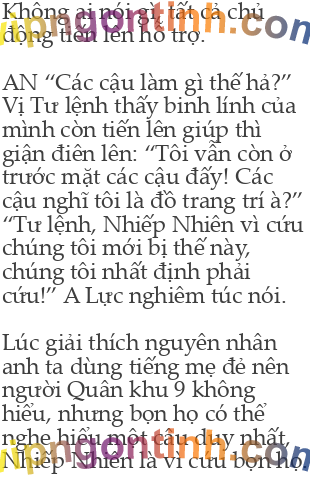 Không ai nói gì, tất cả chủ
động tiến lên hỗ trợ.
vipngontinh.com
AN “Các cậu làm gì thế hả?”
Vị Tư lệnh thấy binh lính của
mình còn tiến lên giúp thì
giận điên lên: “Tôi vẫn còn ở
trước mặt các cậu đấy! Các
cậu nghĩ tôi là đồ trang trí à?”
“Tư lệnh, Nhiếp Nhiên vì cứu
chúng tôi mới bị thế này,
chúng tôi nhất định phải
cứu!” A Lực nghiêm túc nói.
Lúc giải thích nguyên nhân
anh ta dùng tiếng mẹ đẻ nên
người Quân khu 9 không
hiểu, nhưng bọn họ có thể
nghe hiểu một câu duy nhất,
Nhiếp Nhiên là vì cứu bọn họ.
vipngontinh.com